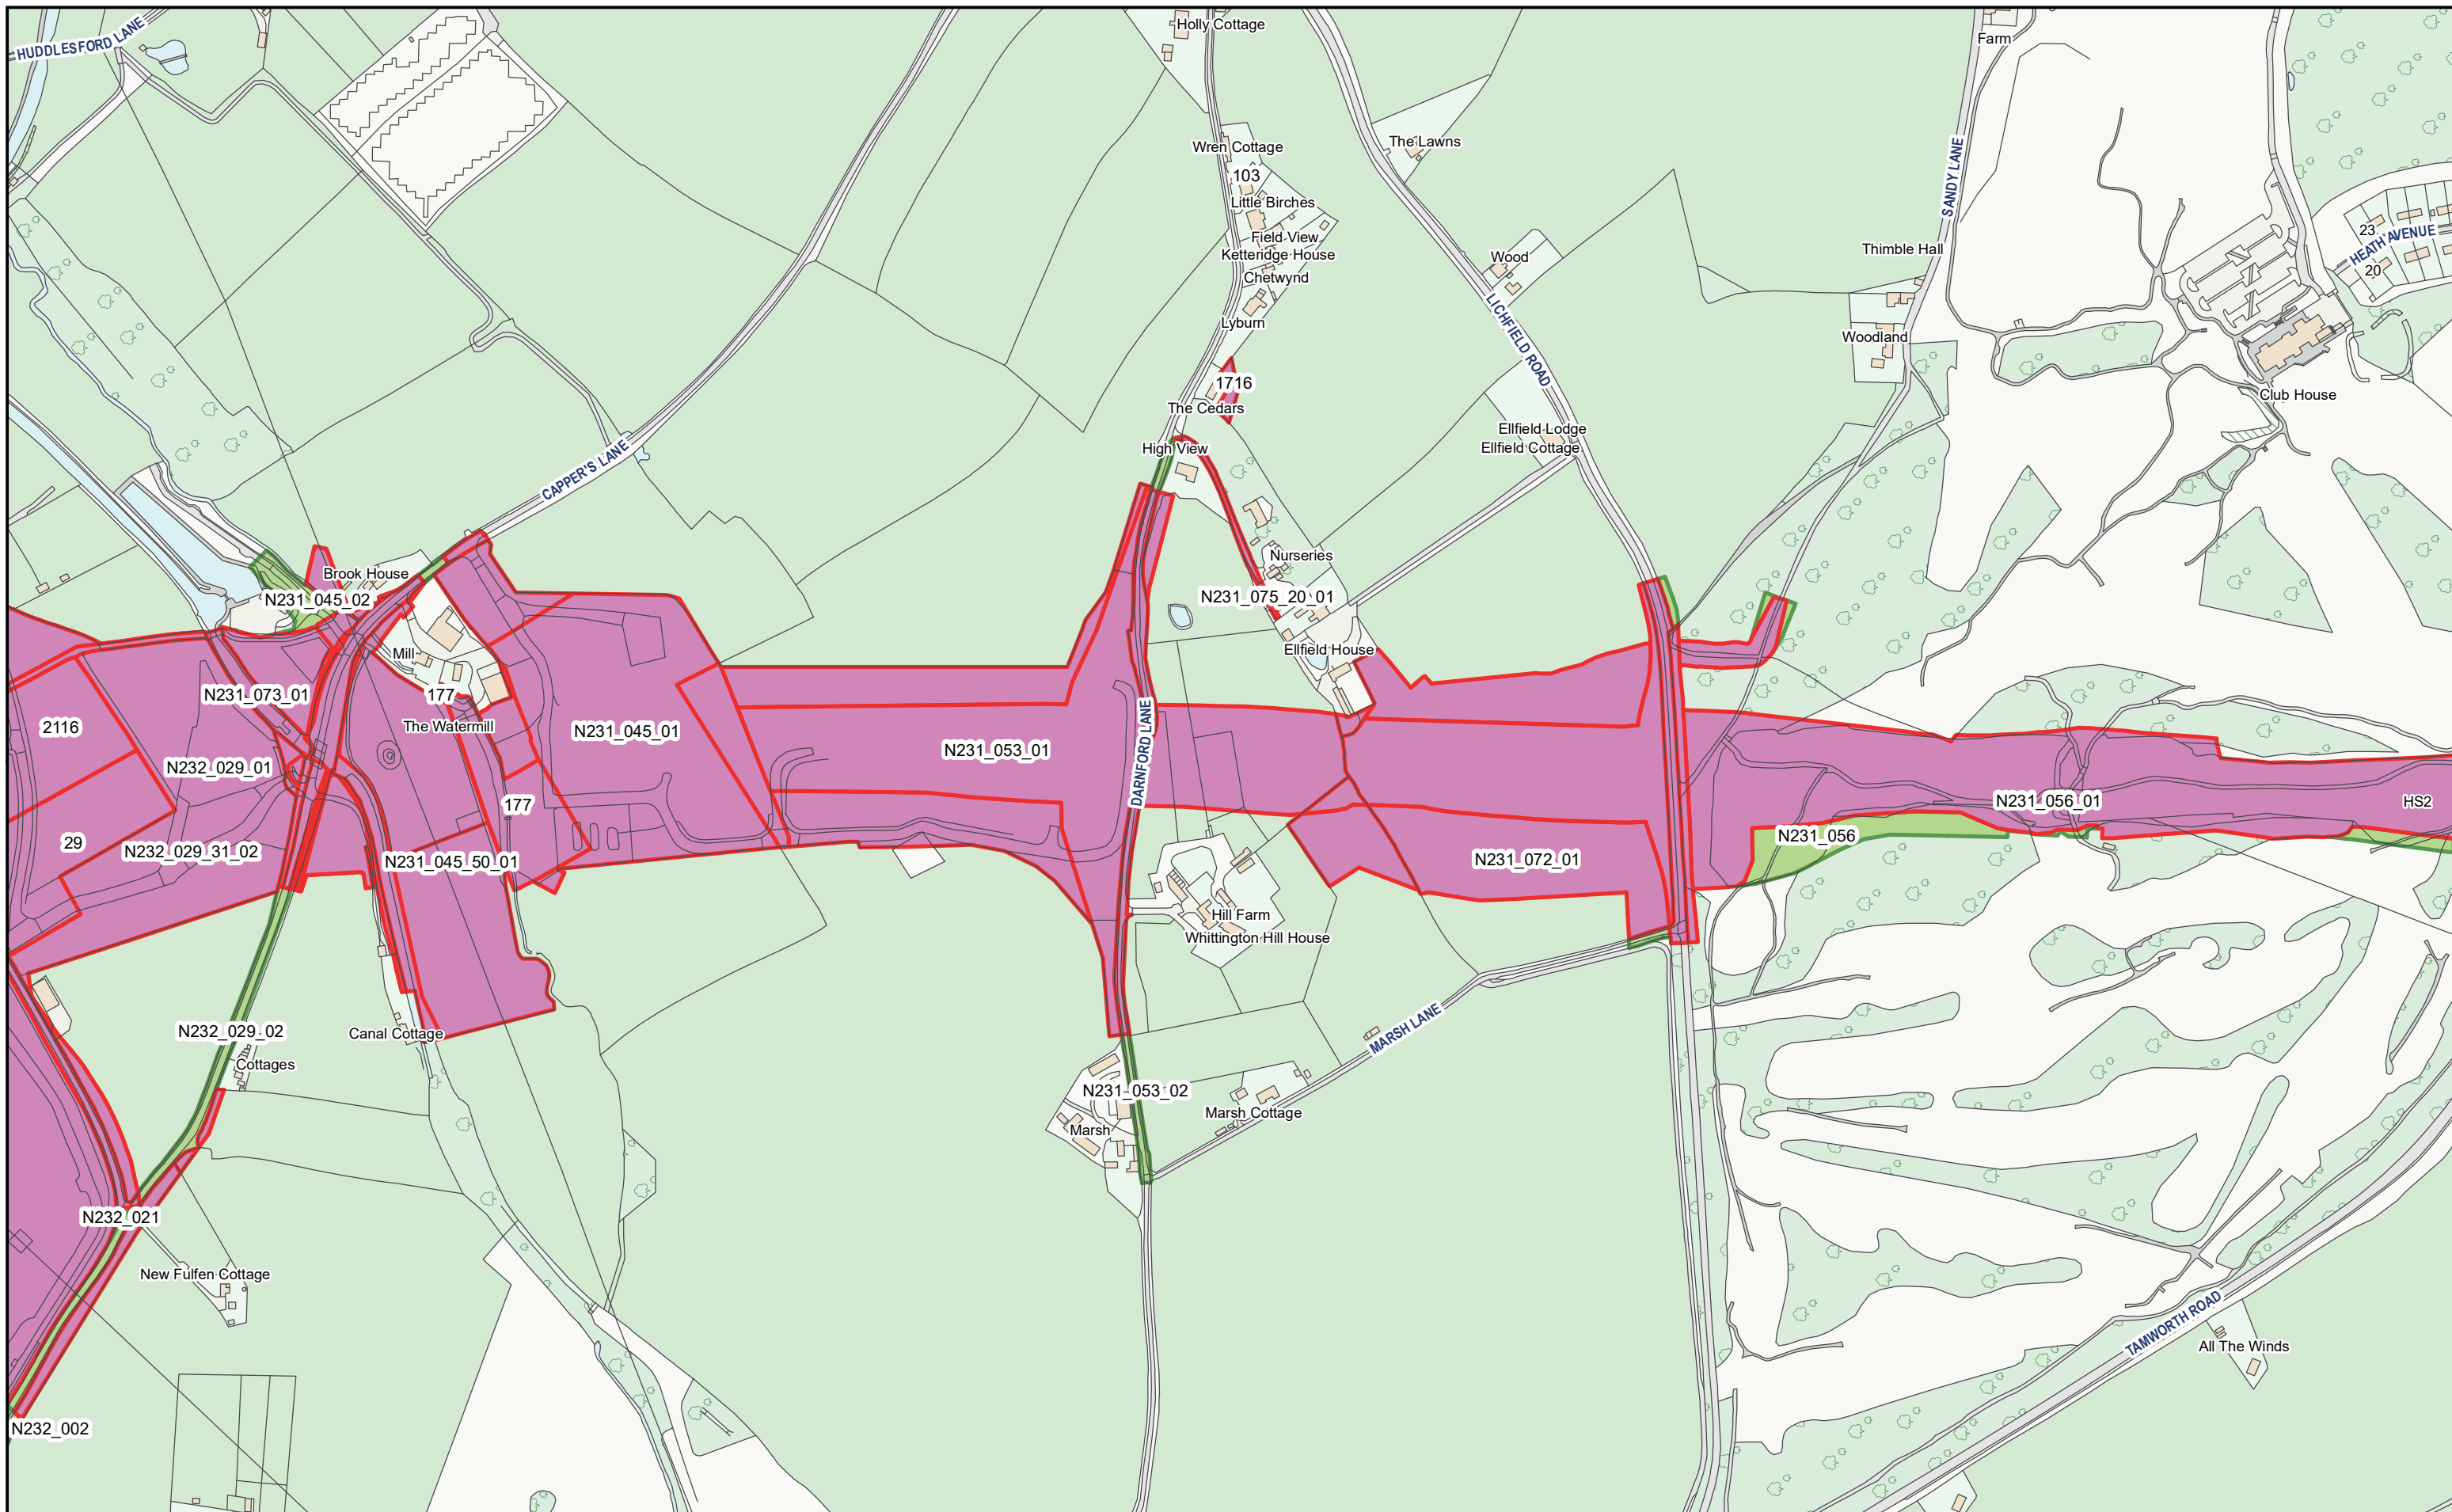 HUDDLESFORD LANE
Holly Cottage
Farm
The Lawns
Wren Cottage
103
Little Birches
SANDY LANE
Field View
Ketteridge House
Chetwynd
Wood
Thimble Hall
23
HEATH AVENUE
20
Lyburn
LICHFIELD ROAD
Woodland
1716
The Cedars
Club House
Ellfield Lodge
Ellfield Cottage
High View
CAPPER'S LANE
Nurseries
Brook House
N231_045_02
N231_075_20_01
Mill
Ellfield House
N231_073_01
177
The Watermill
2116
N231_045_01
N231_053_01
DARNFORD LANE
N232_029_01
177
N231_056_01
HS2
29
N231_056
N232_029_31_02
N231_045_50_01
N231_072_01
Hill Farm
Whittington Hill House
N232_029_02
Canal Cottage
MARSH LANE
Cottages
N231_053_02
Marsh Cottage
Marsh
N232_021
New Fulfen Cottage
TAMWORTH ROAD
All The Winds
N232_002